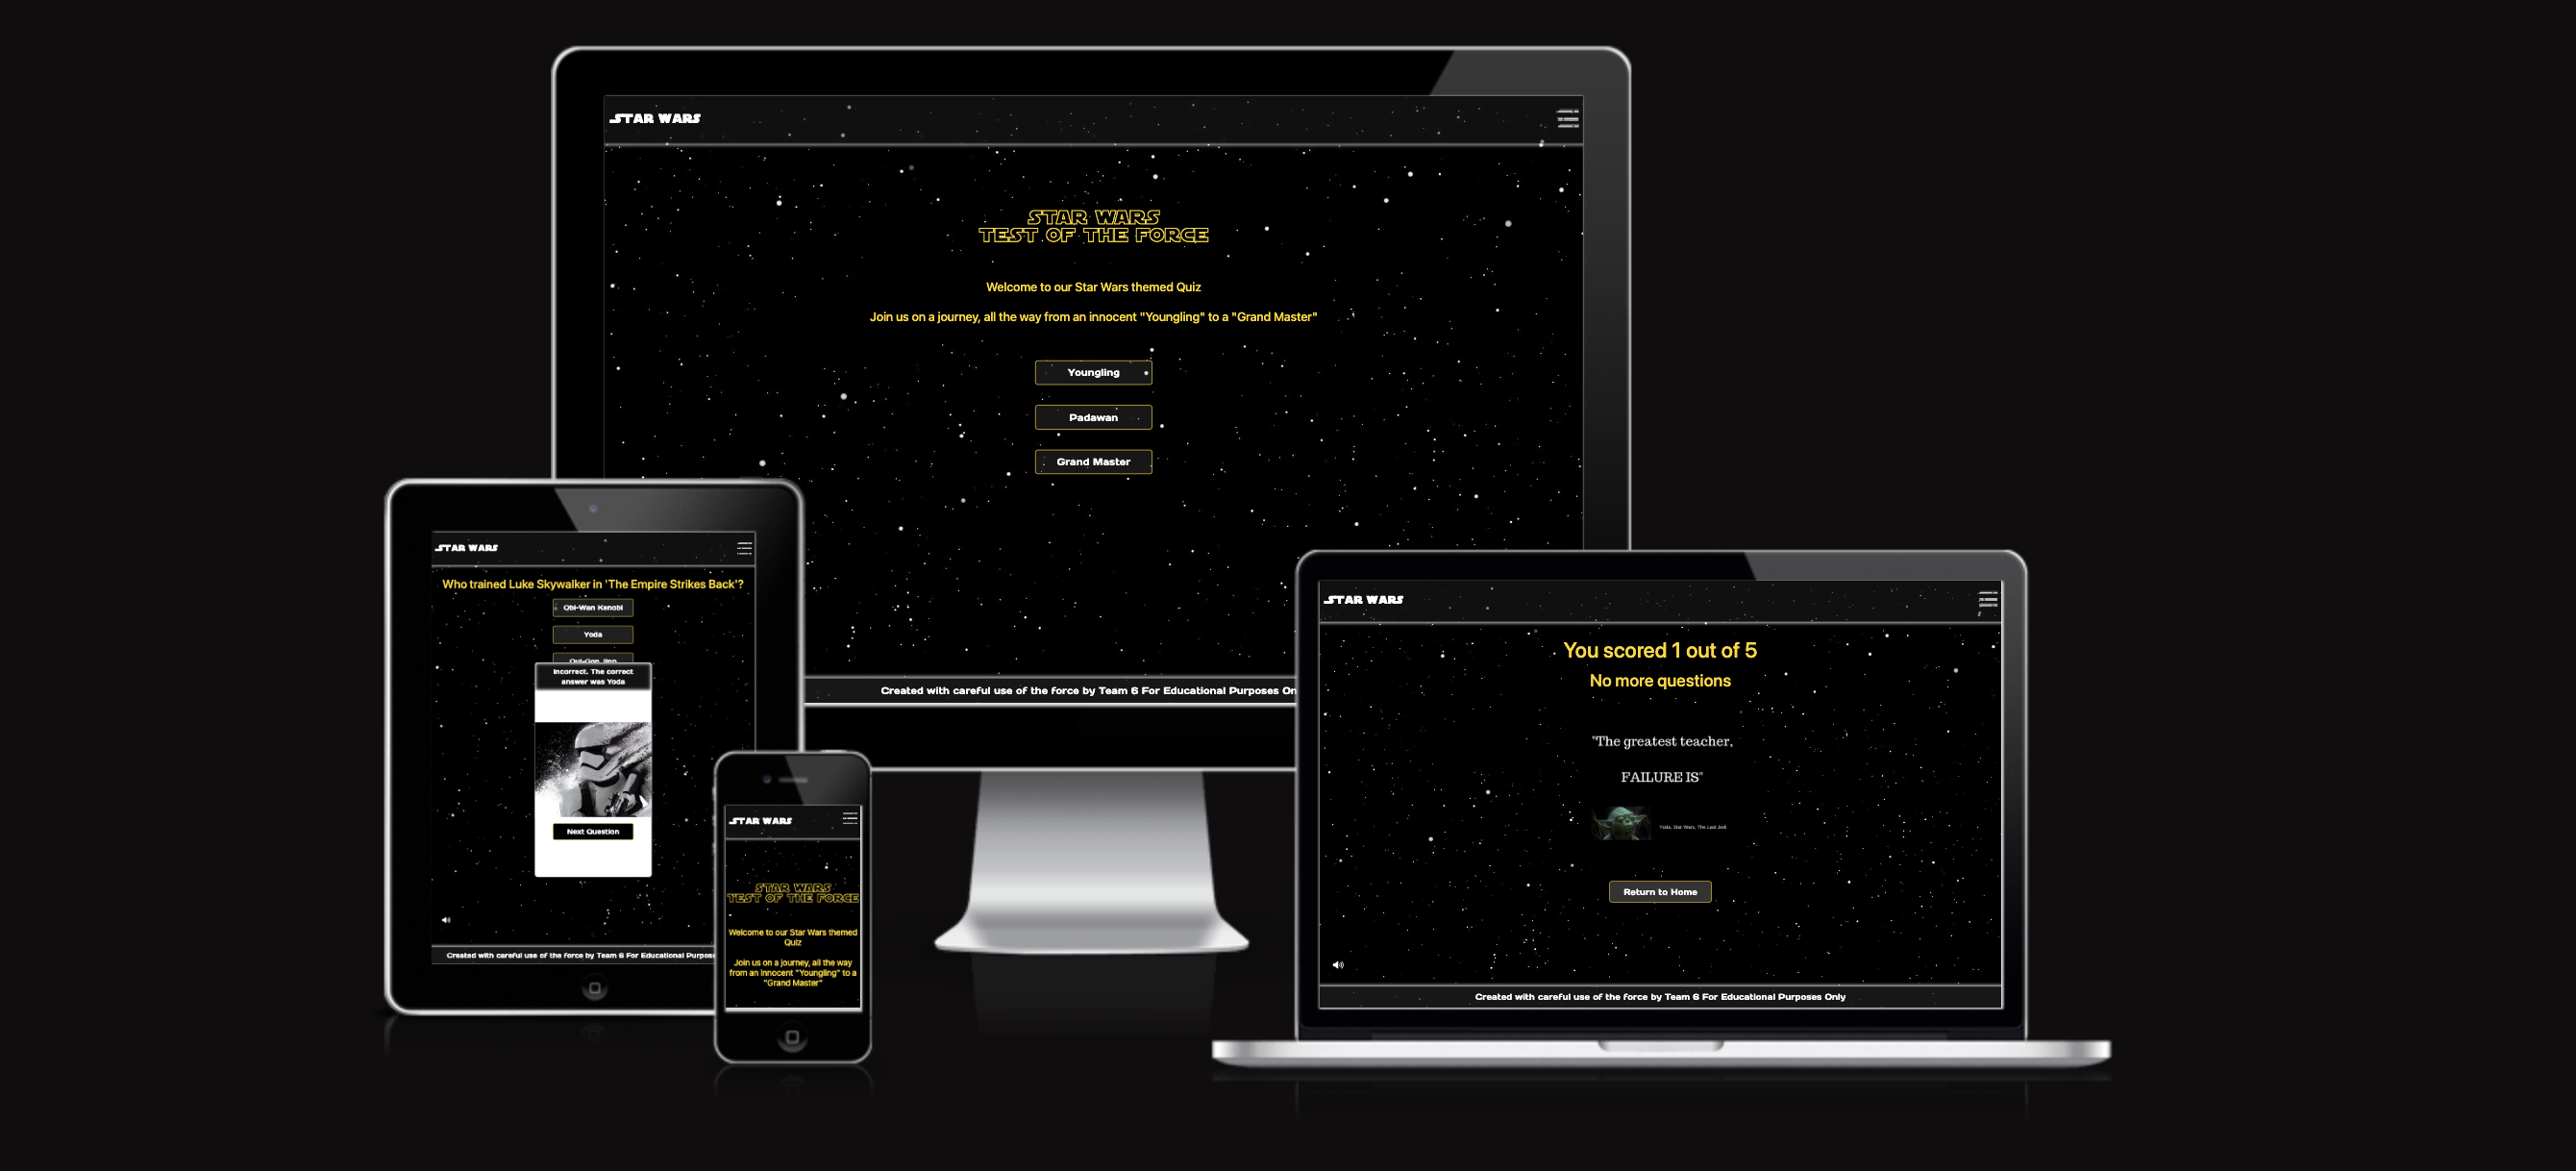 STAR WARS
STAR WARS
TEST OF THE FORCE
Welcome to our Star Wars themed Quiz
Join us on a journey, all the way from an innocent "Youngling" to a "Grand Master"
Youngling
Padawan
Grand Master
Created with careful use of the force by Team 6 For Educational Purposes On
STAR WARS
Who trained Luke Skywalker in 'The Empire Strikes Back'?
Obi-Wan Kenobi
Yoda
Qui-Gon Jinn
Incorrect. The correct
answer was Yoda
Next Question
Created with careful use of the force by Team 6 For Educational Purpose
STAR WARS
STAR WARS
TEST OF THE FORCE
Welcome to our Star Wars themed
Quiz
Join us on a journey, all the way
from an innocent "Youngling" to a
"Grand Master"
STAR WARS
You scored 1 out of 5
No more questions
"The greatest teacher,
FAILURE IS"
Yoda, Star Wars, The Last Jedi
Return to Home
Created with careful use of the force by Team 6 For Educational Purposes Only